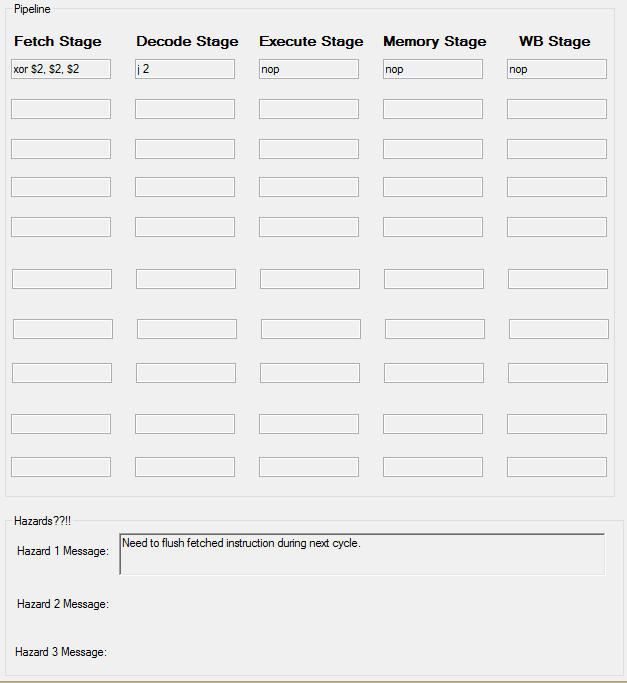 Pipeline
Fetch Stage Decode Stage Execute Stage Memory Stage WB Stage
xor $2, $2, $2 j 2 nop nop nop
Hazards??!!
Hazard 1 Message: Need to flush fetched instruction during next cycle.
Hazard 2 Message:
Hazard 3 Message: